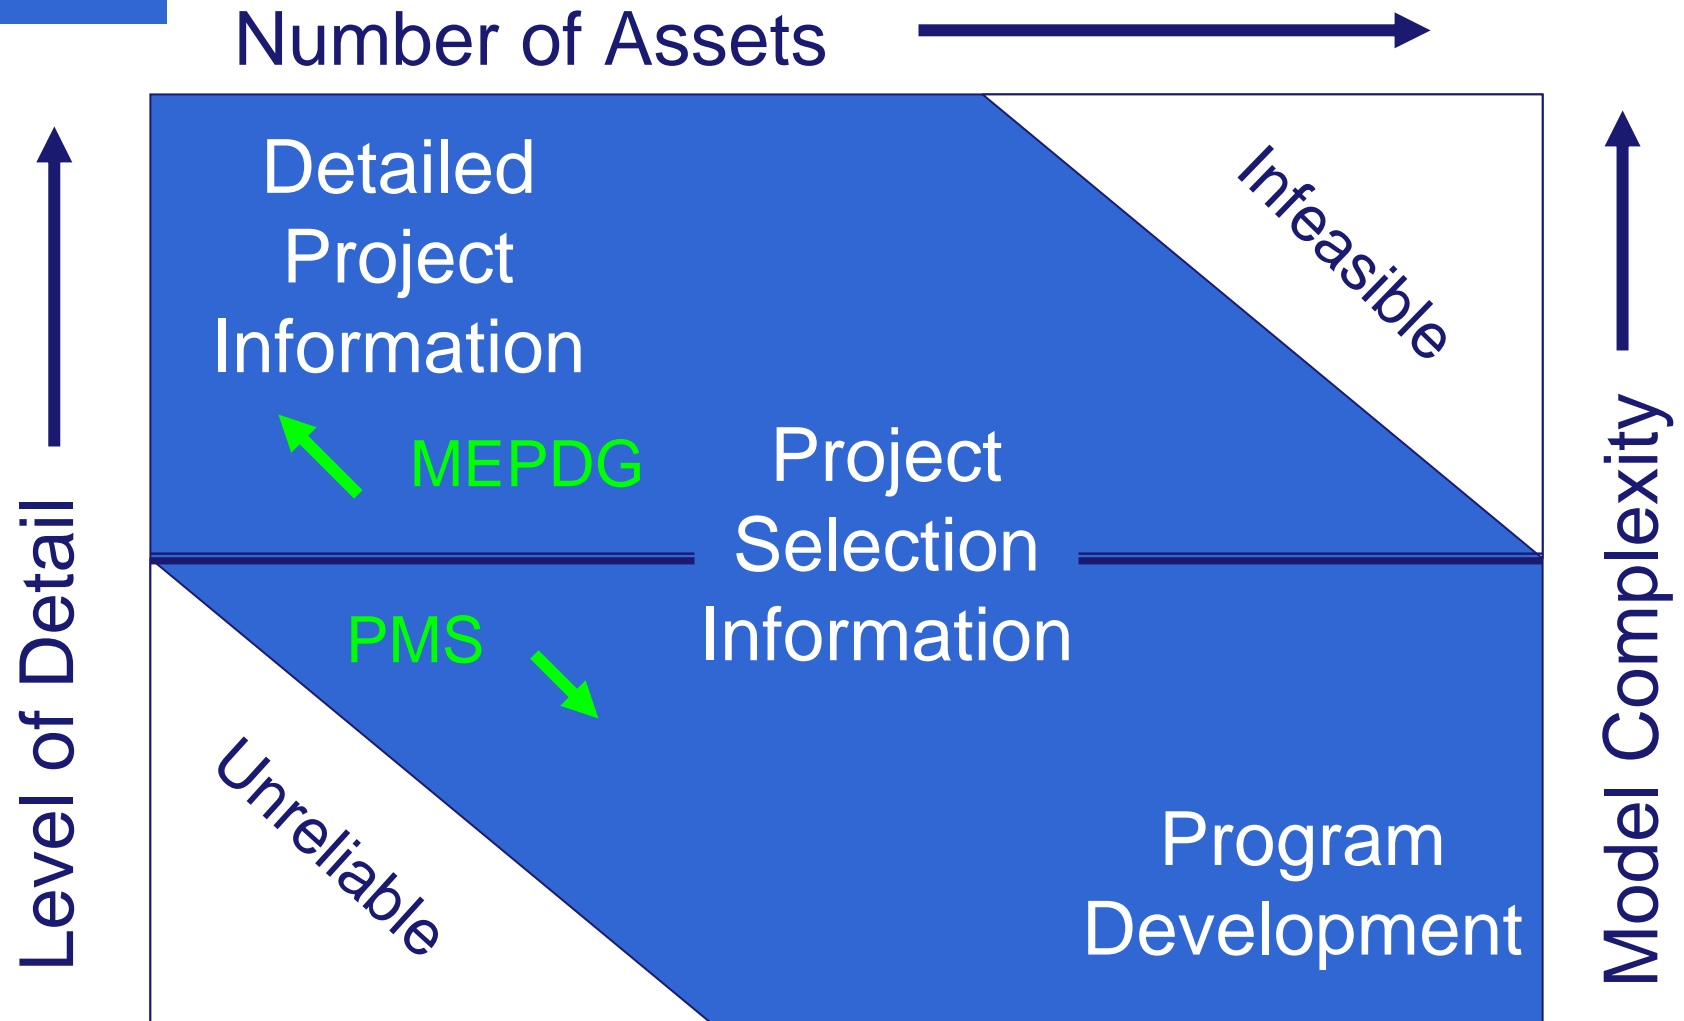 Number of Assets
Level of Detail
Model Complexity
Detailed
Project
Information
Infeasible
MEPDG
Project
Selection
Information
PMS
Unreliable
Program
Development